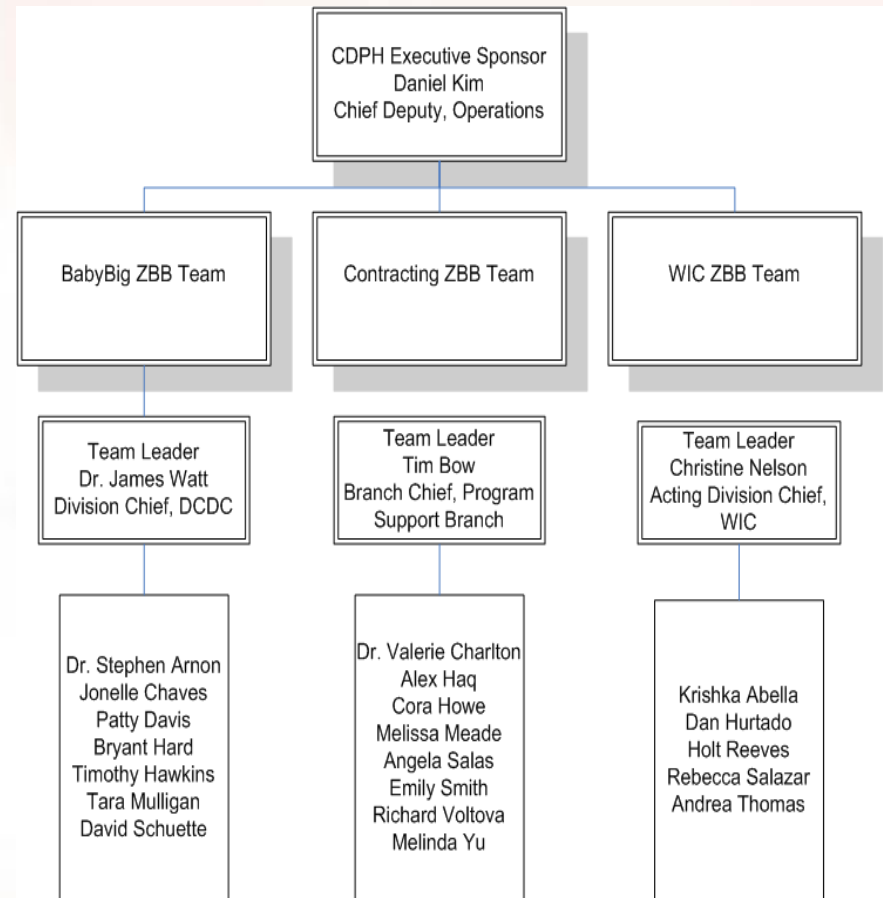 CDPH Executive Sponsor
Daniel Kim
Chief Deputy, Operations
BabyBig ZBB Team
Contracting ZBB Team
WIC ZBB Team
Team Leader
Dr. James Watt
Division Chief, DCDC
Team Leader
Tim Bow
Branch Chief, Program
Support Branch
Team Leader
Christine Nelson
Acting Division Chief,
WIC
Dr. Stephen Arnon
Jonelle Chaves
Patty Davis
Bryant Hard
Timothy Hawkins
Tara Mulligan
David Schuette
Dr. Valerie Charlton
Alex Haq
Cora Howe
Melissa Meade
Angela Salas
Emily Smith
Richard Voltova
Melinda Yu
Krishka Abella
Dan Hurtado
Holt Reeves
Rebecca Salazar
Andrea Thomas